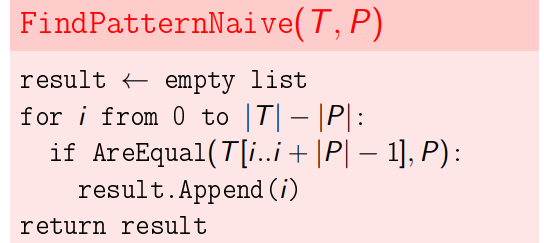 FindPatternNaive(T, P)
result ← empty list
for i from 0 to |T| − |P|:
if AreEqual(T[i..i + |P| − 1], P):
result.Append(i)
return result